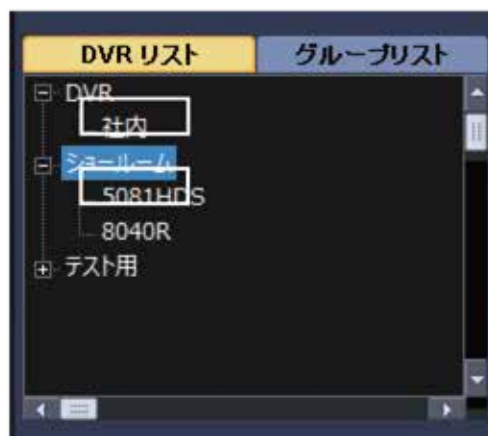 DVR リスト
グループリスト
DVR
社内
ショールーム
5081HDS
8040R
テスト用